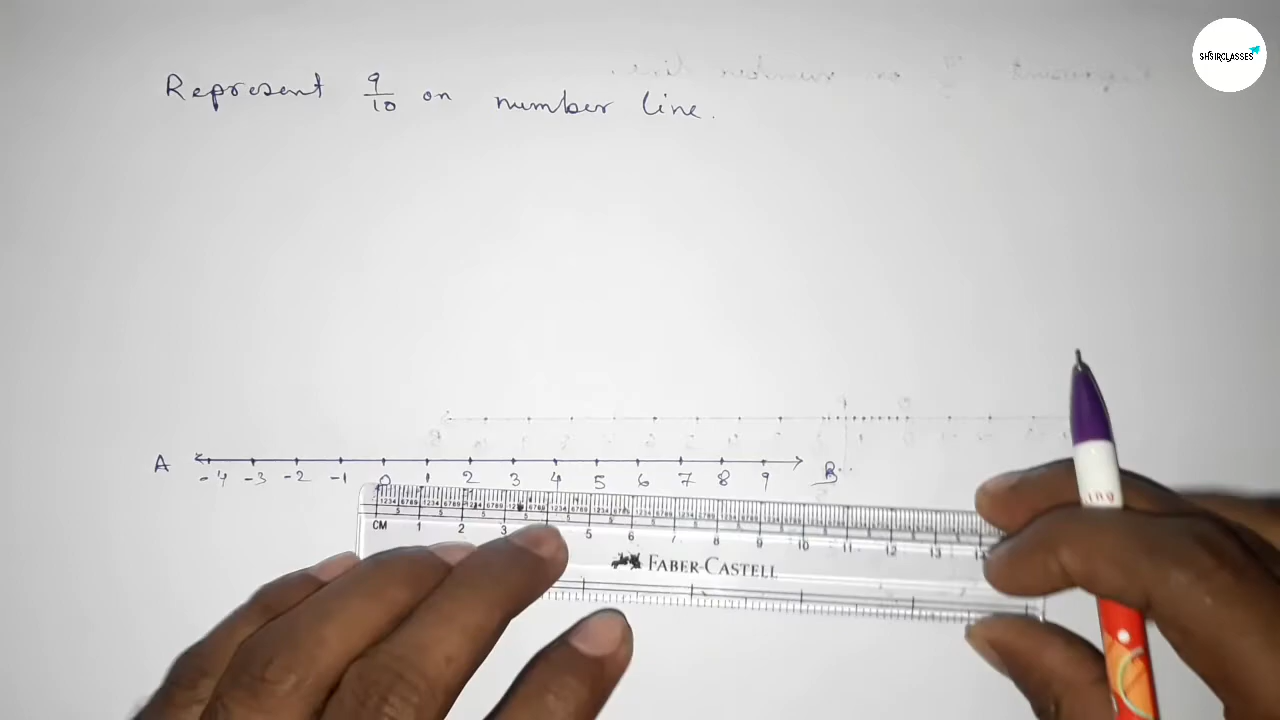 SHSIRCLASSES
Represent 9/10 on number line.
A -4 -3 -2 -1 0 1 2 3 4 5 6 7 8 9 B
CM 1 2 3 5 6 7 8 9 10 11 12 13
FABER-CASTELL